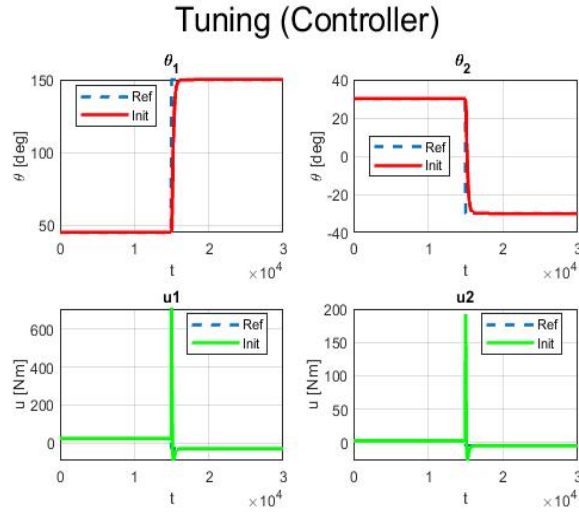 Tuning (Controller)
θ1
θ [deg]
150
100
50
Ref
Init
0 1 2 3
t
×10^4
θ2
θ [deg]
40
20
0
-20
-40
Ref
Init
0 1 2 3
t
×10^4
u1
u [Nm]
600
400
200
0
Ref
Init
0 1 2 3
t
×10^4
u2
u [Nm]
200
150
100
50
0
Ref
Init
0 1 2 3
t
×10^4